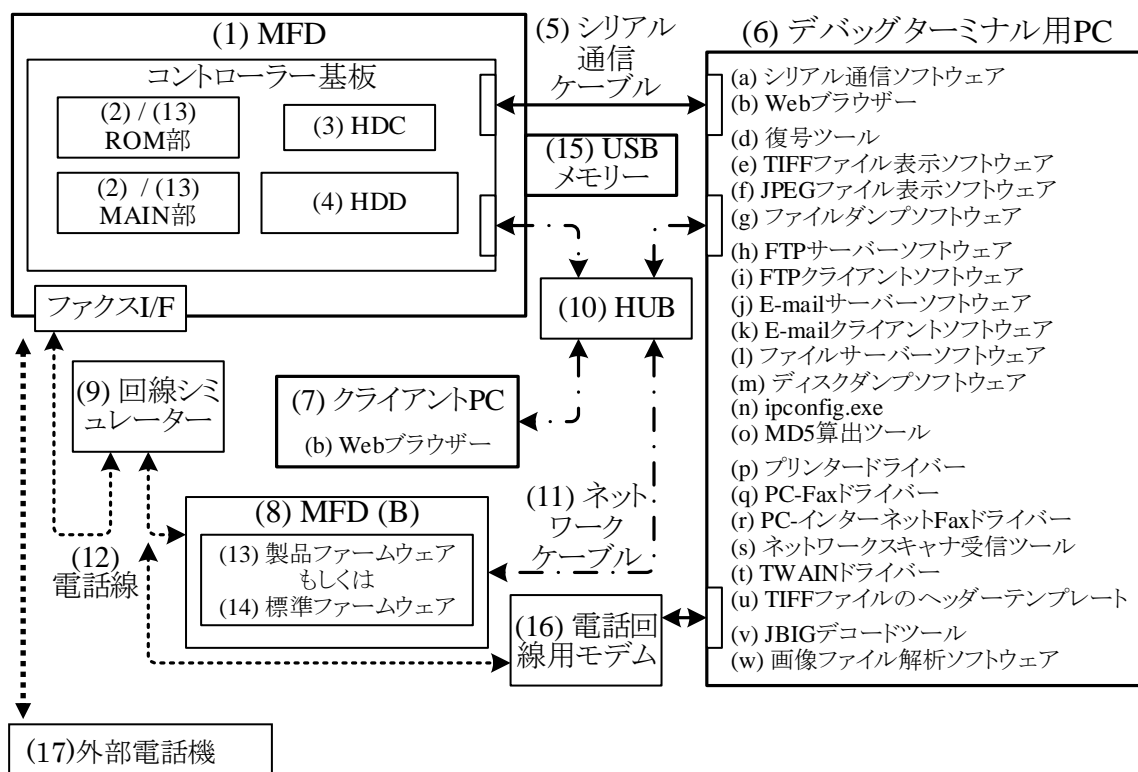 (1) MFD
コントローラー基板
(2) / (13)
ROM部
(3) HDC
(2) / (13)
MAIN部
(4) HDD
ファクスI/F
(5) シリアル
通信
ケーブル
(15) USB
メモリー
(6) デバッグターミナル用PC
(a) シリアル通信ソフトウェア
(b) Webブラウザー
(d) 復号ツール
(e) TIFFファイル表示ソフトウェア
(f) JPEGファイル表示ソフトウェア
(g) ファイルダンプソフトウェア
(h) FTPサーバーソフトウェア
(i) FTPクライアントソフトウェア
(j) E-mailサーバーソフトウェア
(k) E-mailクライアントソフトウェア
(l) ファイルサーバーソフトウェア
(m) ディスクダンプソフトウェア
(n) ipconfig.exe
(o) MD5算出ツール
(p) プリンタードライバー
(q) PC-Faxドライバー
(r) PC-インターネットFaxドライバー
(s) ネットワークスキャナ受信ツール
(t) TWAINドライバー
(u) TIFFファイルのヘッダーテンプレート
(v) JBIGデコードツール
(w) 画像ファイル解析ソフトウェア
(10) HUB
(9) 回線シミ
ュレーター
(7) クライアントPC
(b) Webブラウザー
(11) ネット
ワーク
ケーブル
(8) MFD (B)
(13) 製品ファームウェア
もしくは
(14) 標準ファームウェア
(12)
電話線
(16) 電話回
線用モデム
(17)外部電話機